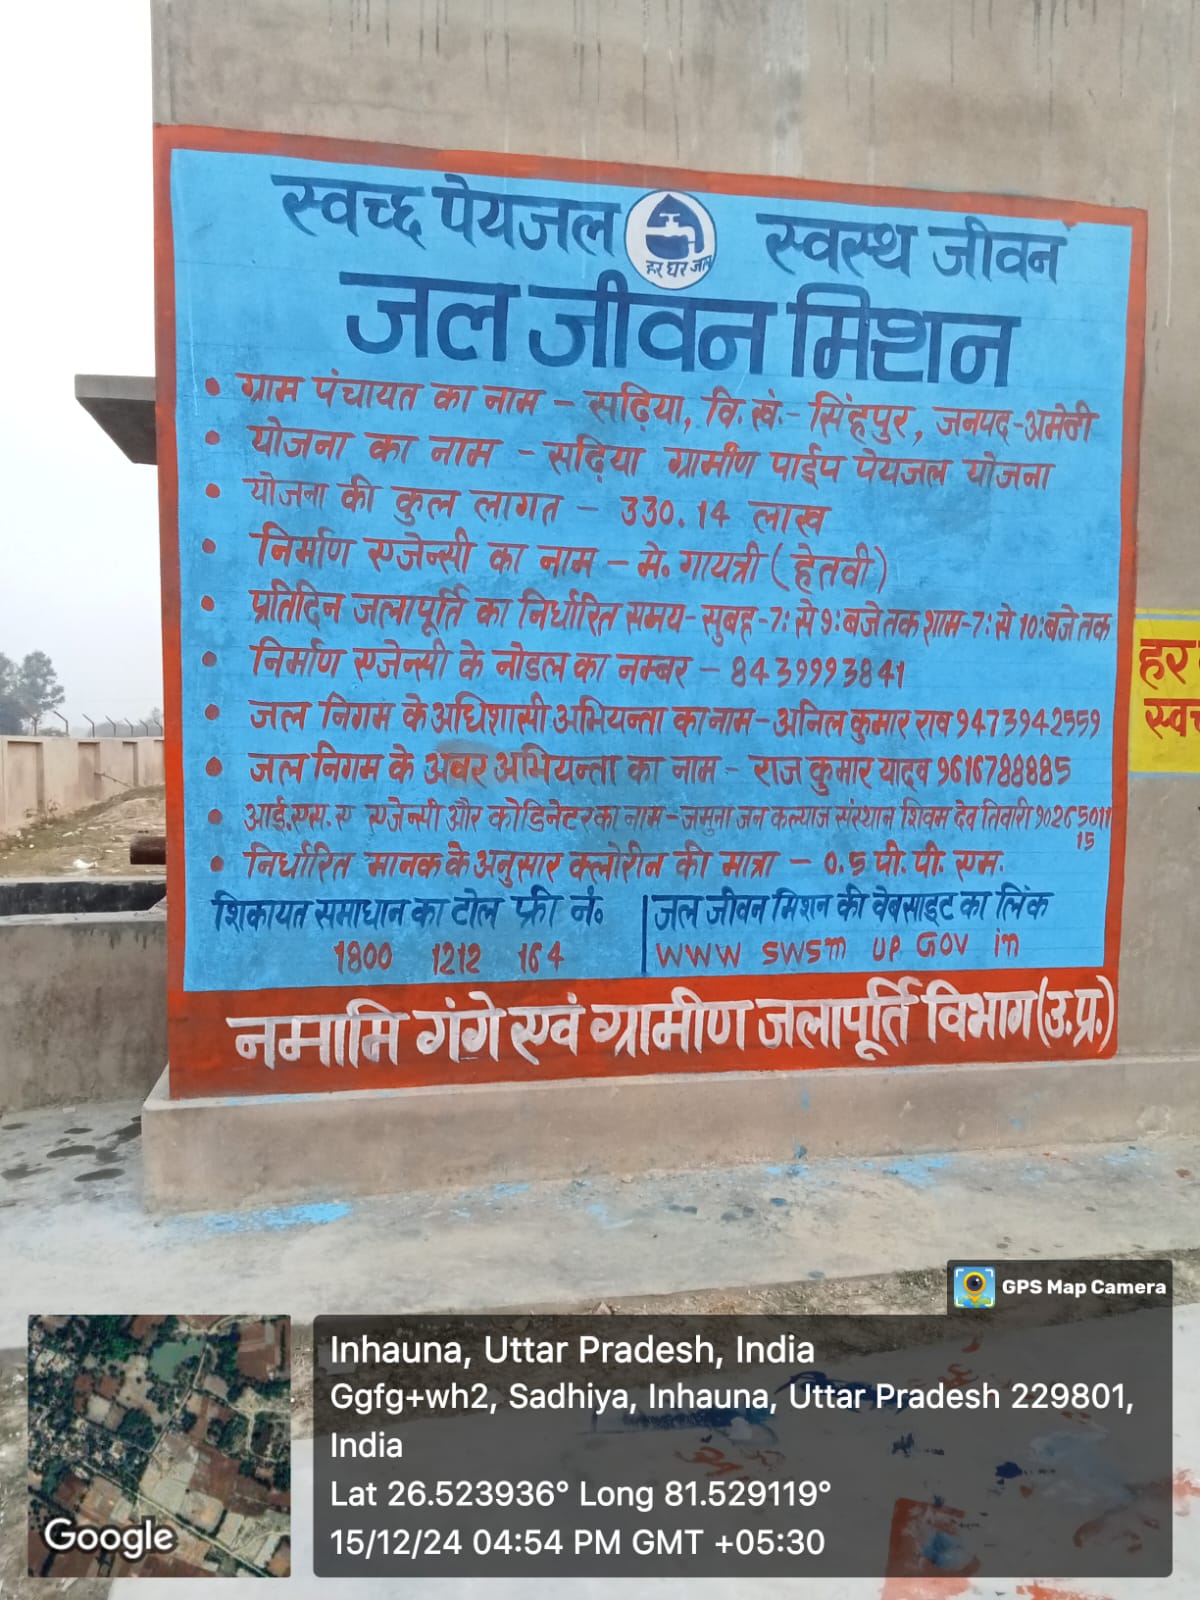 स्वच्छ पेयजल हर घर जल स्वस्थ जीवन
जल जीवन मिशन
• ग्राम पंचायत का नाम - सढ़िया, वि. खं.- सिंहपुर, जनपद-अमेठी
• योजना का नाम - सढ़िया ग्रामीण पाईप पेयजल योजना
• योजना की कुल लागत - 330.14 लाख
• निर्माण एजेन्सी का नाम - मे. गायत्री (हेतवी)
• प्रतिदिन जलापूर्ति का निर्धारित समय- सुबह-7: से 9: बजे तक शाम-7: से 10: बजे तक
• निर्माण एजेन्सी के नोडल का नम्बर - 8439993841
• जल निगम के अधिशासी अभियन्ता का नाम - अनिल कुमार राव 9473942559
• जल निगम के अवर अभियन्ता का नाम - राज कुमार यादव 9616788885
• आई.एस.ए एजेन्सी और कोडिनेटर का नाम - जमुना जन कल्याण संस्थान शिवम देव तिवारी 90265011
15
• निर्धारित मानक के अनुसार क्लोरीन की मात्रा - 0.5 पी. पी. एम.
शिकायत समाधान का टोल फ्री नं. जल जीवन मिशन की वेबसाइट का लिंक
1800 1212 164 WWW SWSM UP GOV in
नमामि गंगे एवं ग्रामीण जलापूर्ति विभाग (उ.प्र.)
हर
स्वच
GPS Map Camera
Inhauna, Uttar Pradesh, India
Ggfg+wh2, Sadhiya, Inhauna, Uttar Pradesh 229801,
India
Lat 26.523936° Long 81.529119°
15/12/24 04:54 PM GMT +05:30
Google